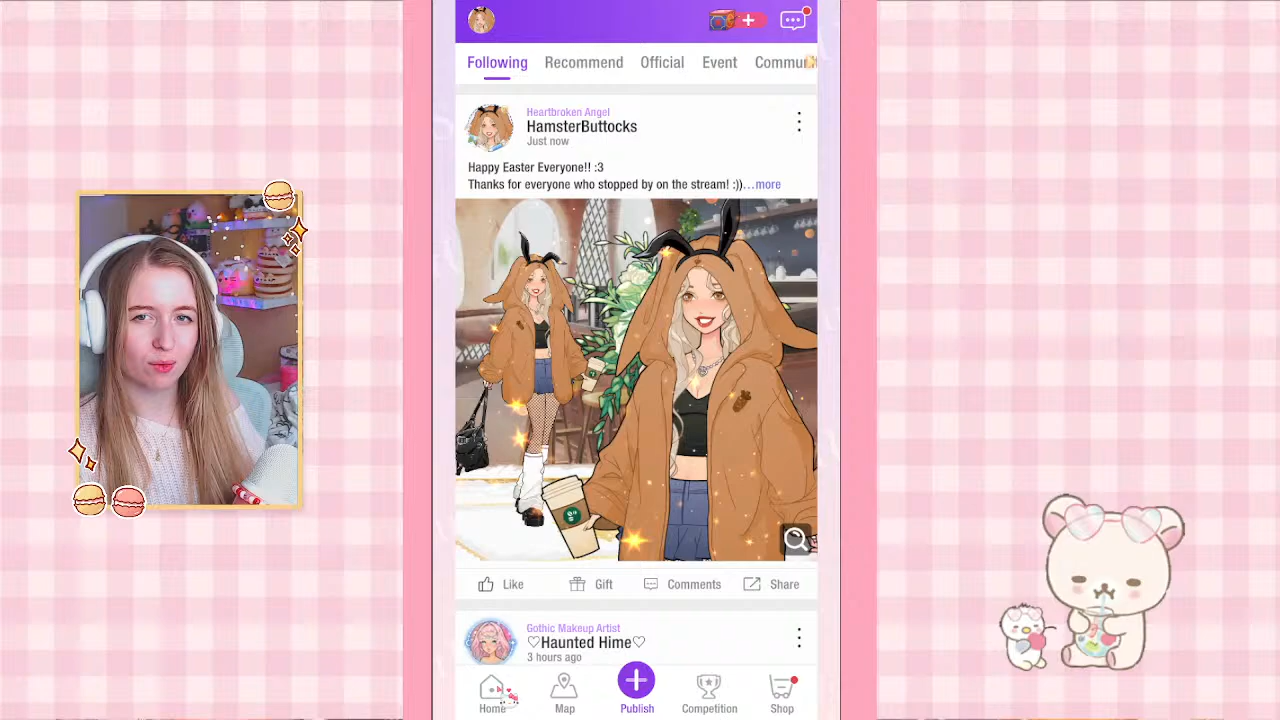 Following Recommend Official Event
Heartbroken Angel
HamsterButtocks
Just now
Happy Easter Everyone!! :3
Thanks for everyone who stopped by on the stream! :))...more
Like Gift Comments Share
Gothic Makeup Artist
♡Haunted Hime♡
3 hours ago
Home Map Publish Competition Shop